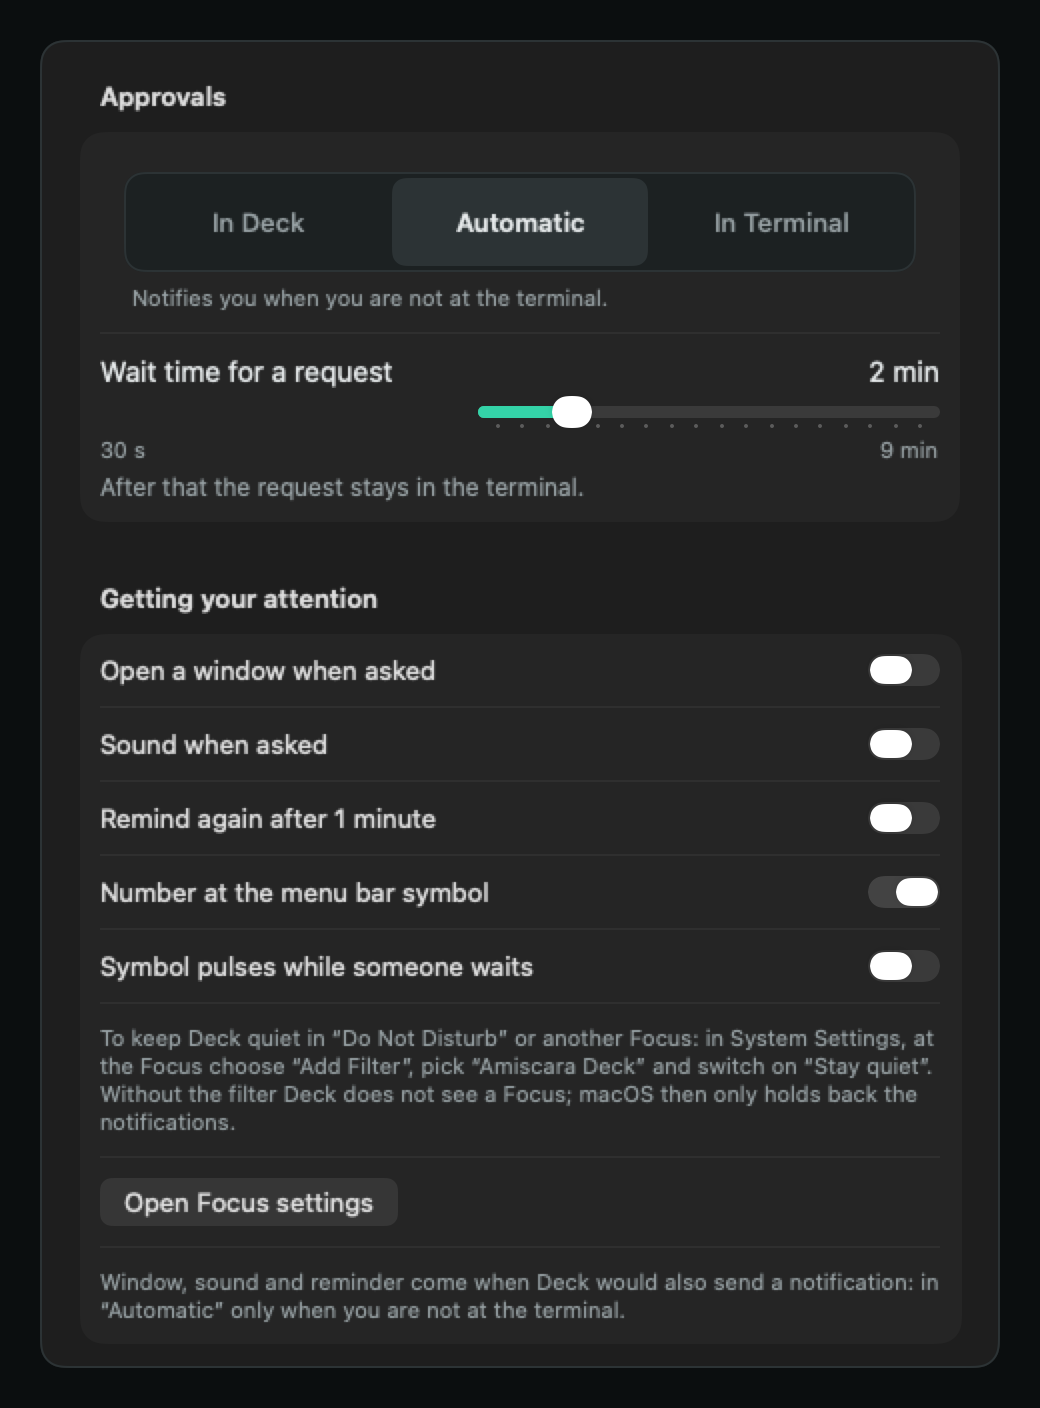 Approvals
In Deck
Automatic
In Terminal
Notifies you when you are not at the terminal.
Wait time for a request
2 min
30 s
9 min
After that the request stays in the terminal.
Getting your attention
Open a window when asked
Sound when asked
Remind again after 1 minute
Number at the menu bar symbol
Symbol pulses while someone waits
To keep Deck quiet in “Do Not Disturb” or another Focus: in System Settings, at
the Focus choose “Add Filter”, pick “Amiscara Deck” and switch on “Stay quiet”.
Without the filter Deck does not see a Focus; macOS then only holds back the
notifications.
Open Focus settings
Window, sound and reminder come when Deck would also send a notification: in
“Automatic” only when you are not at the terminal.